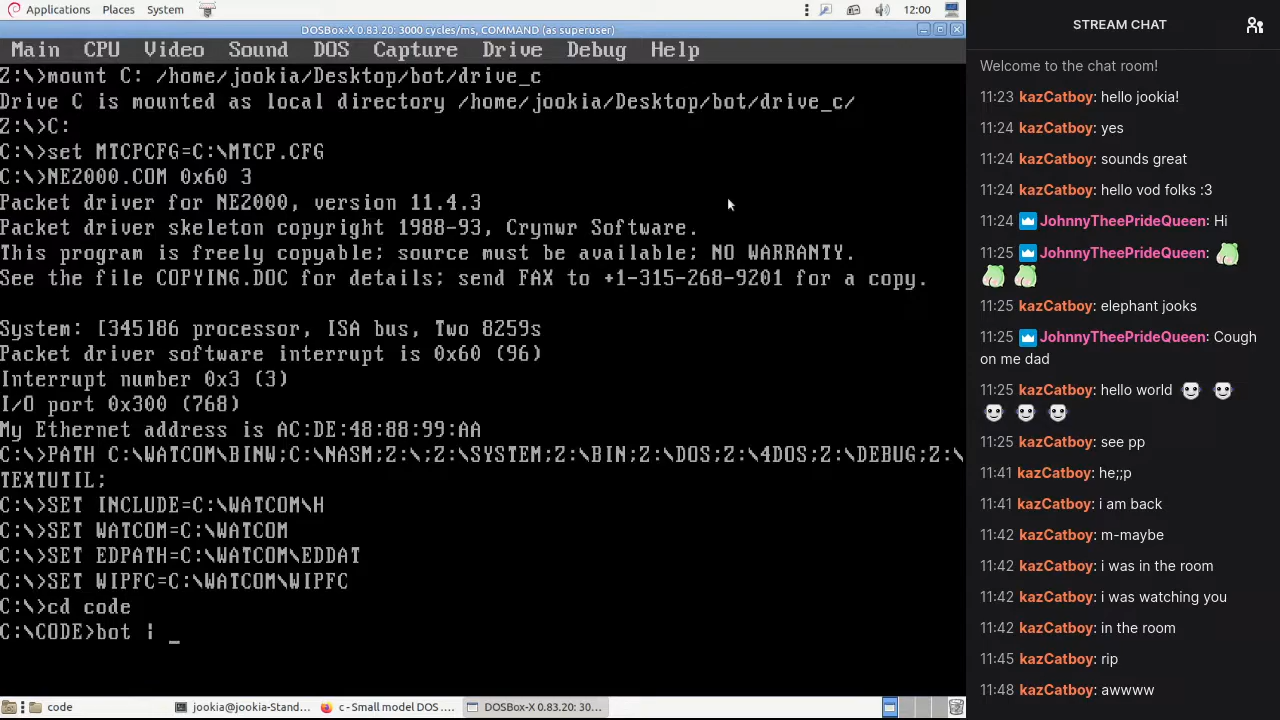 Applications Places System 12:00
DOSBox-X 0.83.20: 3000 cycles/ms, COMMAND (as superuser)
Main CPU Video Sound DOS Capture Drive Debug Help
Z:\>mount C: /home/jookia/Desktop/bot/drive_c
Drive C is mounted as local directory /home/jookia/Desktop/bot/drive_c/
Z:\>C:
C:\>set MTCPCFG=C:\MTCP.CFG
C:\>NE2000.COM 0x60 3
Packet driver for NE2000, version 11.4.3
Packet driver skeleton copyright 1988-93, Crynwr Software.
This program is freely copyable; source must be available; NO WARRANTY.
See the file COPYING.DOC for details; send FAX to +1-315-268-9201 for a copy.
System: [345]86 processor, ISA bus, Two 8259s
Packet driver software interrupt is 0x60 (96)
Interrupt number 0x3 (3)
I/O port 0x300 (768)
My Ethernet address is AC:DE:48:88:99:AA
C:\>PATH C:\WATCOM\BINW;C:\NASM;Z:\;Z:\SYSTEM;Z:\BIN;Z:\DOS;Z:\4DOS;Z:\DEBUG;Z:\
TEXTUTIL;
C:\>SET INCLUDE=C:\WATCOM\H
C:\>SET WATCOM=C:\WATCOM
C:\>SET EDPATH=C:\WATCOM\EDDAT
C:\>SET WIPFC=C:\WATCOM\WIPFC
C:\>cd code
C:\CODE>bot | _
code jookia@jookia-Stand... c - Small model DOS .... DOSBox-X 0.83.20: 30...
STREAM CHAT
Welcome to the chat room!
11:23 kazCatboy: hello jookia!
11:24 kazCatboy: yes
11:24 kazCatboy: sounds great
11:24 kazCatboy: hello vod folks :3
11:24 JohnnyTheePrideQueen: Hi
11:25 JohnnyTheePrideQueen:
11:25 kazCatboy: elephant jooks
11:25 JohnnyTheePrideQueen: Cough
on me dad
11:25 kazCatboy: hello world
11:25 kazCatboy: see pp
11:41 kazCatboy: he;;p
11:41 kazCatboy: i am back
11:42 kazCatboy: m-maybe
11:42 kazCatboy: i was in the room
11:42 kazCatboy: i was watching you
11:42 kazCatboy: in the room
11:45 kazCatboy: rip
11:48 kazCatboy: awwww